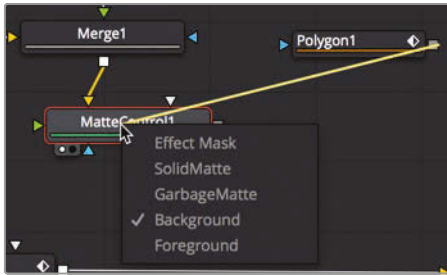 Merge1
Polygon1
MatteControl1
Effect Mask
SolidMatte
GarbageMatte
Background
Foreground